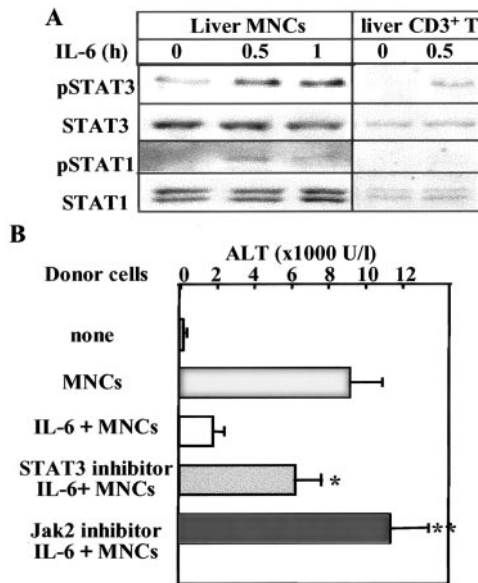 A
Liver MNCs liver CD3+ T
IL-6 (h) 0 0.5 1 0 0.5
pSTAT3
STAT3
pSTAT1
STAT1
B
ALT (x1000 U/l)
Donor cells 0 2 4 6 8 10 12
none
MNCs
IL-6 + MNCs
STAT3 inhibitor
IL-6+ MNCs *
Jak2 inhibitor **
IL-6 + MNCs